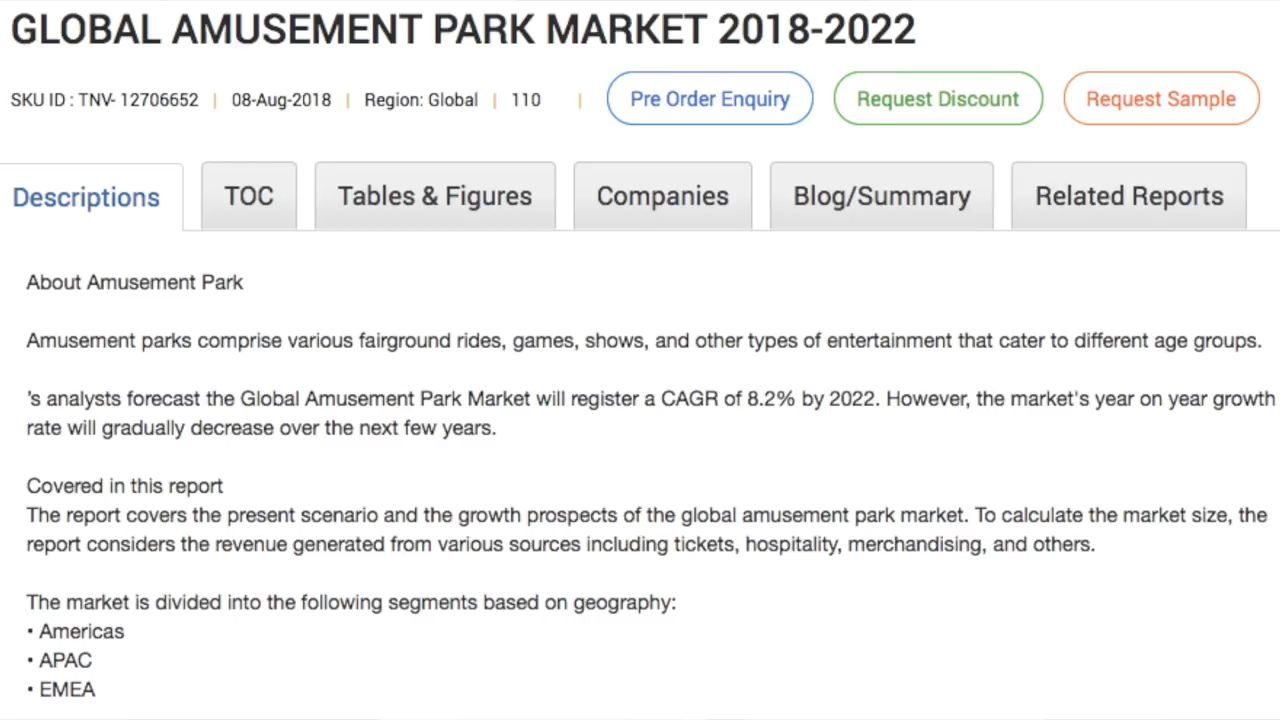 GLOBAL AMUSEMENT PARK MARKET 2018-2022
SKU ID : TNV- 12706652 | 08-Aug-2018 | Region: Global | 110 | Pre Order Enquiry Request Discount Request Sample
Descriptions TOC Tables & Figures Companies Blog/Summary Related Reports
About Amusement Park
Amusement parks comprise various fairground rides, games, shows, and other types of entertainment that cater to different age groups.
's analysts forecast the Global Amusement Park Market will register a CAGR of 8.2% by 2022. However, the market's year on year growth
rate will gradually decrease over the next few years.
Covered in this report
The report covers the present scenario and the growth prospects of the global amusement park market. To calculate the market size, the
report considers the revenue generated from various sources including tickets, hospitality, merchandising, and others.
The market is divided into the following segments based on geography:
• Americas
• APAC
• EMEA